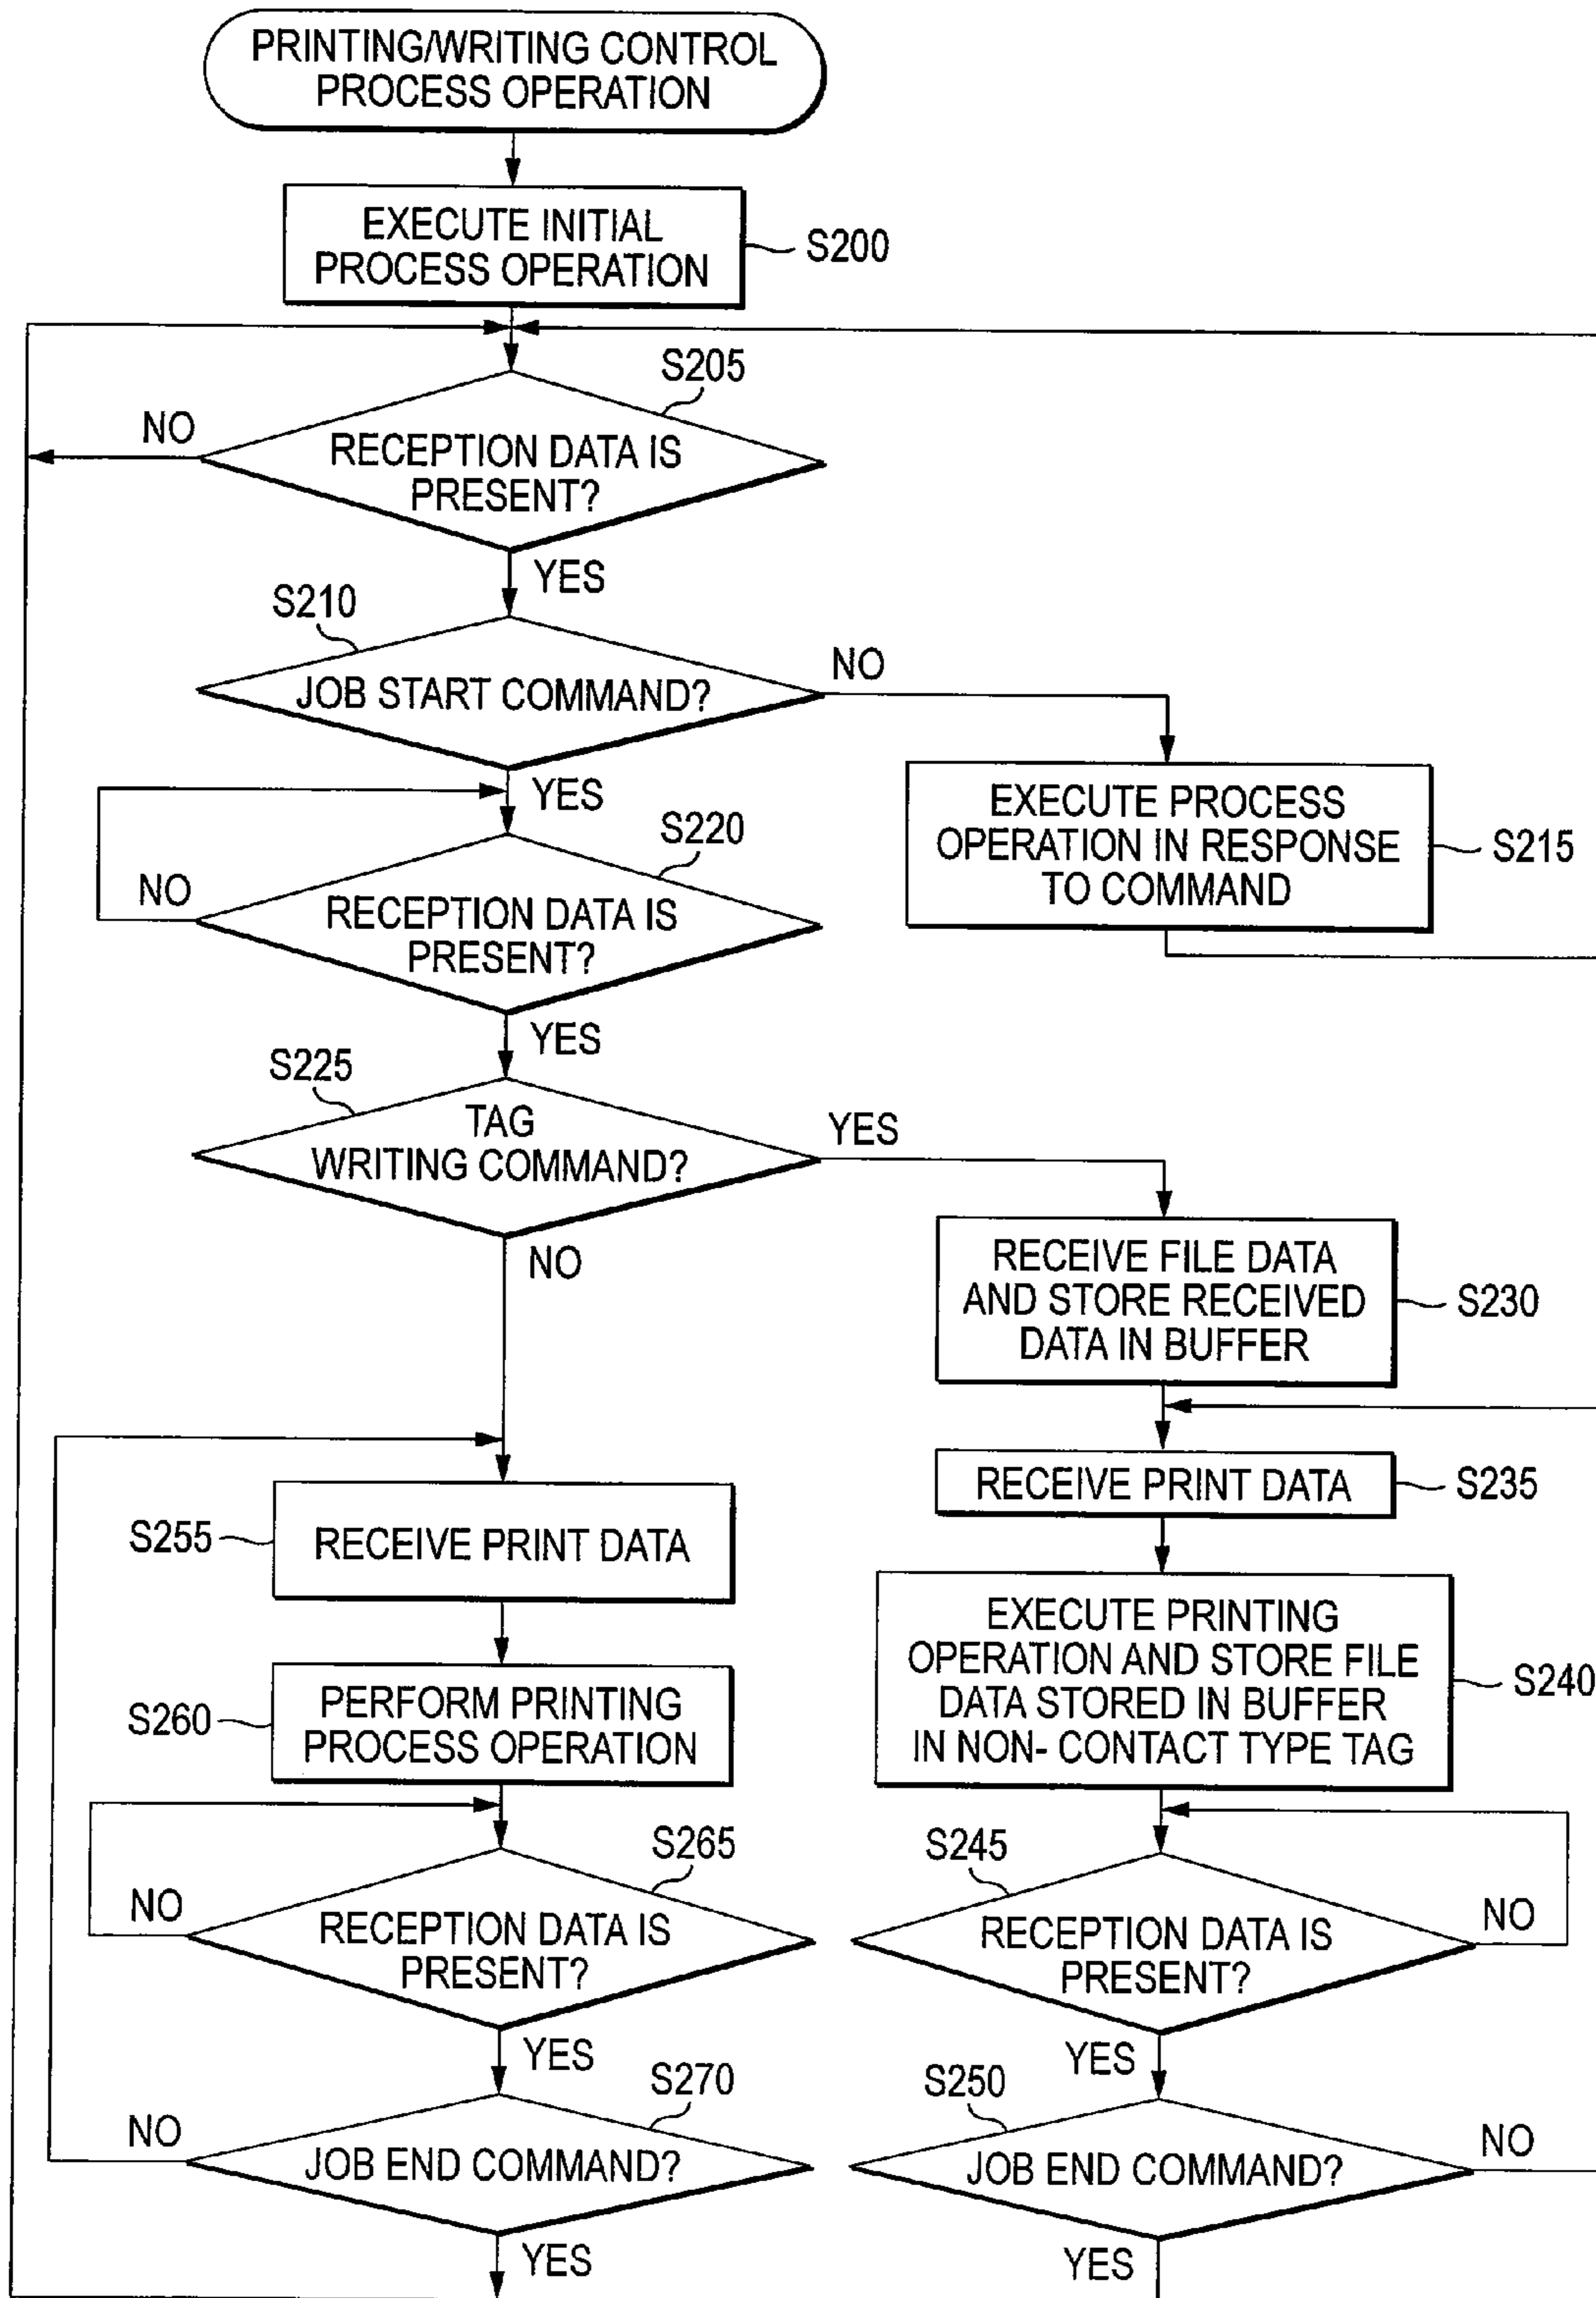 PRINTING/WRITING CONTROL
PROCESS OPERATION
EXECUTE INITIAL
PROCESS OPERATION
S200
S205
NO
RECEPTION DATA IS
PRESENT?
YES
S210
NO
JOB START COMMAND?
YES
EXECUTE PROCESS
OPERATION IN RESPONSE
TO COMMAND
S215
S220
NO
RECEPTION DATA IS
PRESENT?
YES
S225
TAG
WRITING COMMAND?
YES
NO
RECEIVE FILE DATA
AND STORE RECEIVED
DATA IN BUFFER
S230
RECEIVE PRINT DATA
S235
S255
RECEIVE PRINT DATA
EXECUTE PRINTING
OPERATION AND STORE FILE
DATA STORED IN BUFFER
IN NON- CONTACT TYPE TAG
S240
S260
PERFORM PRINTING
PROCESS OPERATION
S265
NO
RECEPTION DATA IS
PRESENT?
YES
S245
NO
RECEPTION DATA IS
PRESENT?
YES
S270
NO
JOB END COMMAND?
YES
S250
NO
JOB END COMMAND?
YES